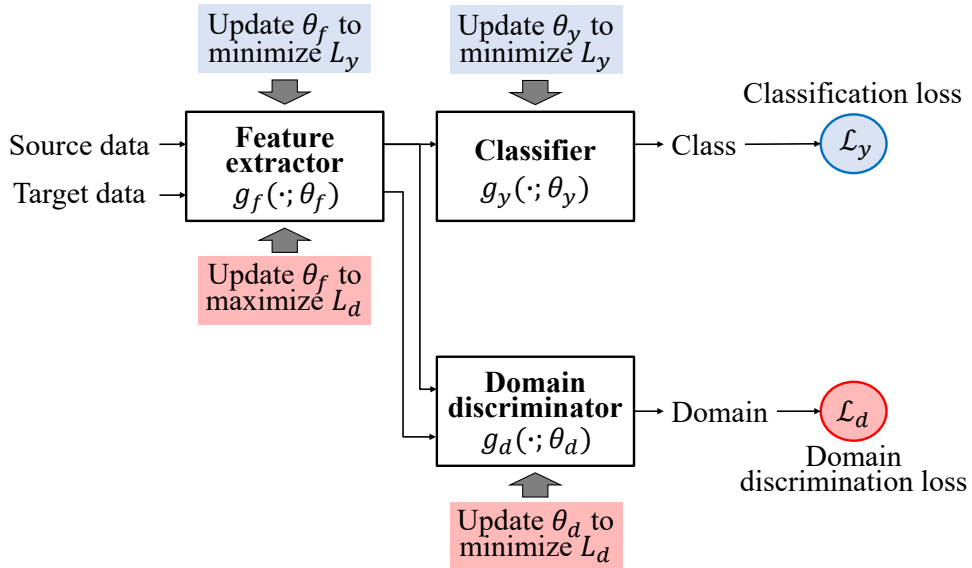 Update θ_f to
minimize L_y
Update θ_y to
minimize L_y
Classification loss
Source data
Target data
Feature
extractor
g_f(·; θ_f)
Classifier
g_y(·; θ_y)
Class
ℒ_y
Update θ_f to
maximize L_d
Domain
discriminator
g_d(·; θ_d)
Domain
ℒ_d
Domain
discrimination loss
Update θ_d to
minimize L_d